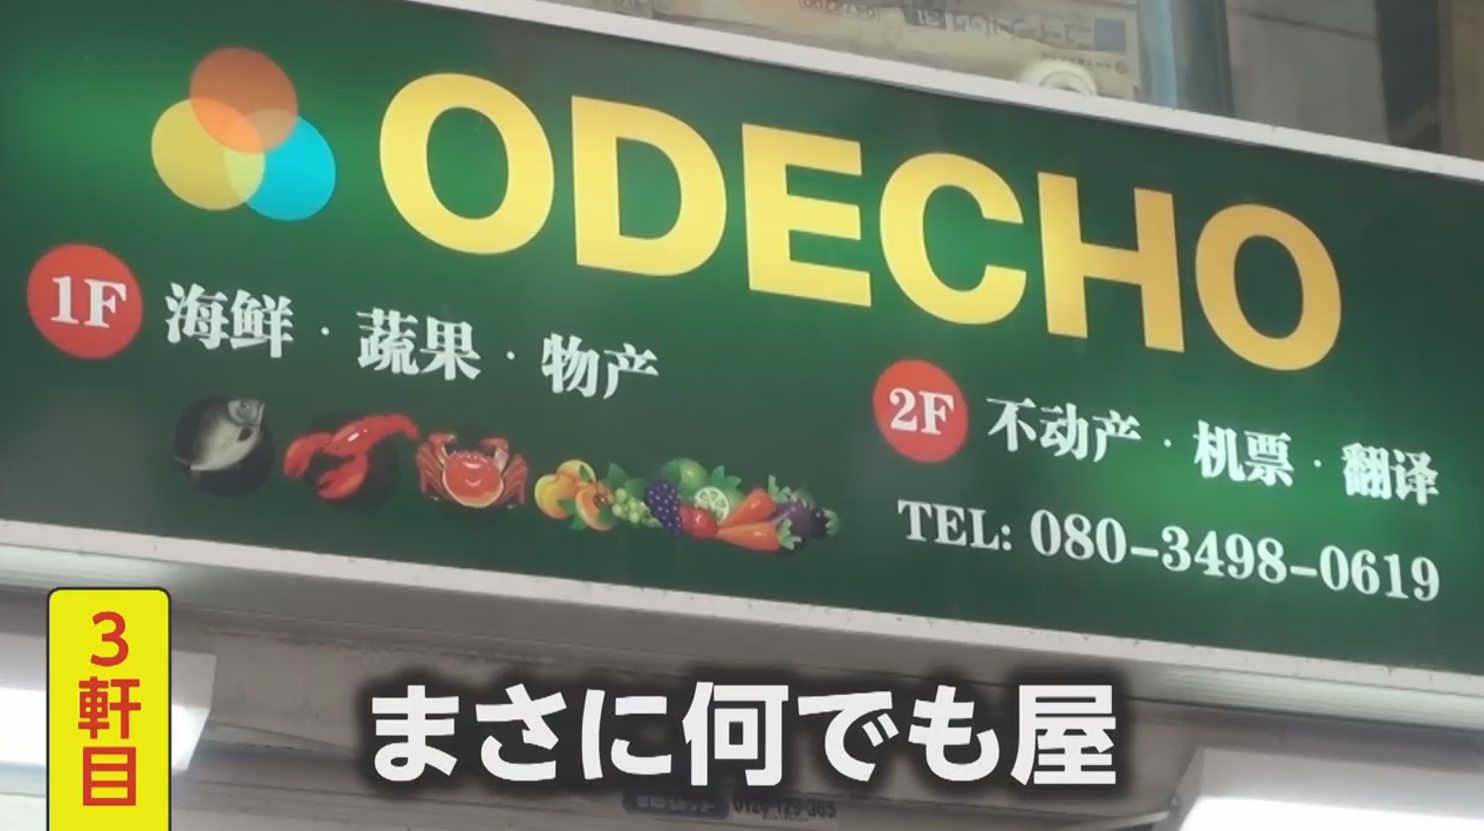 ODECHO
1F 海鲜・蔬果・物产
2F 不动产・机票・翻译
TEL: 080-3498-0619
3軒目
まさに何でも屋